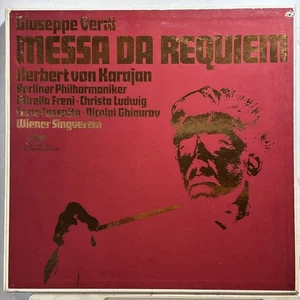 Giuseppe Verdi
MESSA DA REQUIEM
Herbert von Karajan
Berliner Philharmoniker
Mirella Freni · Christa Ludwig
Carlo Cossutta · Nicolai Ghiaurov
Wiener Singverein